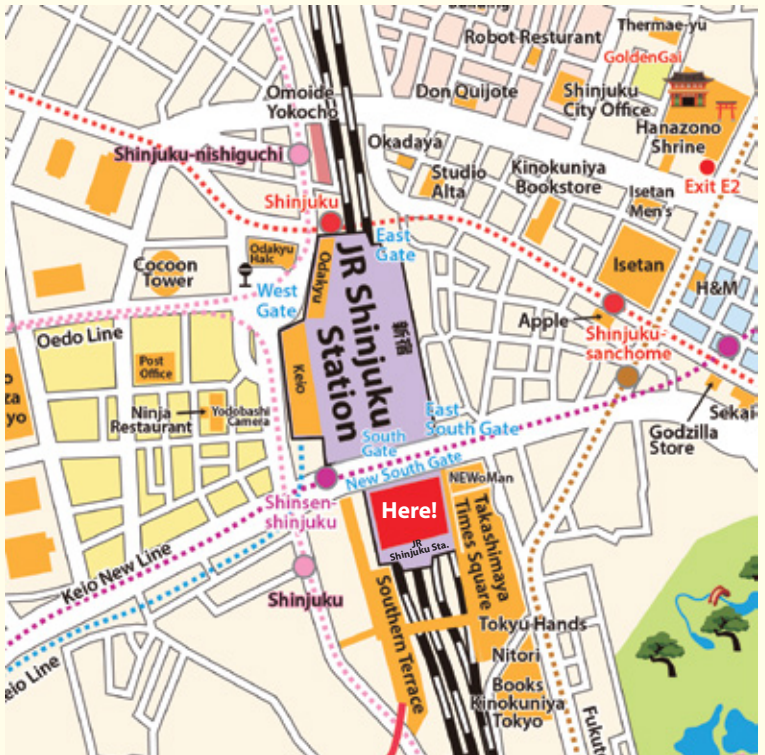 Thermae-yu
Robot Resturant
GoldenGai
Don Quijote
Shinjuku
City Office
Omoide
Yokocho
Hanazono
Shrine
Okadaya
Shinjuku-nishiguchi
Kinokuniya
Bookstore
Studio
Alta
Exit E2
Isetan
Men's
Shinjuku
East
Gate
Odakyu
Halc
Odakyu
JR Shinjuku
Station
新宿
Cocoon
Tower
West
Gate
Isetan
H&M
Apple
Shinjuku-
sanchome
Oedo Line
Post
Office
Keio
Ninja
Restaurant
Yodobashi
Camera
East
South Gate
South
Gate
New South Gate
Sekai
Godzilla
Store
Shinsen-
shinjuku
NEWoMan
Here!
JR
Shinjuku Sta.
Takashimaya
Times Square
Keio New Line
Shinjuku
Southern Terrace
Tokyu Hands
Nitori
Books
Kinokuniya
Tokyo
eio Line
Fukut
o
za
yo